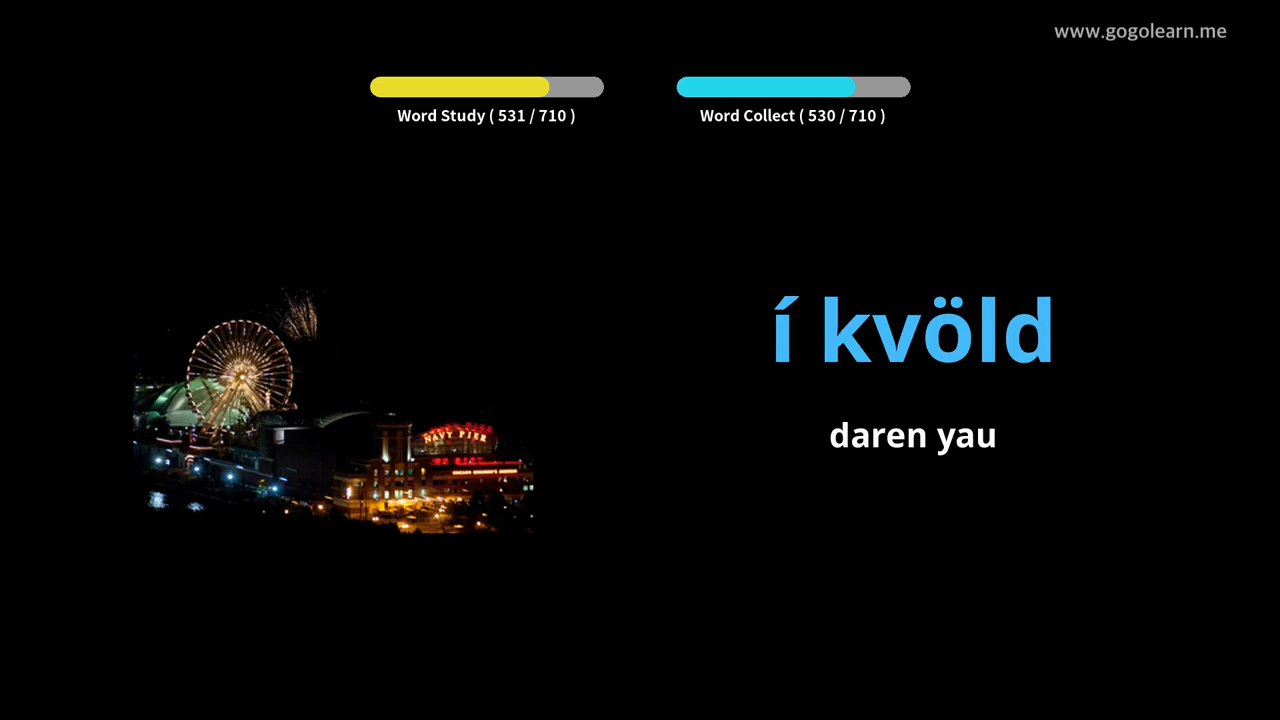 www.gogolearn.me
Word Study ( 531 / 710 )
Word Collect ( 530 / 710 )
í kvöld
daren yau
NAVY PIER